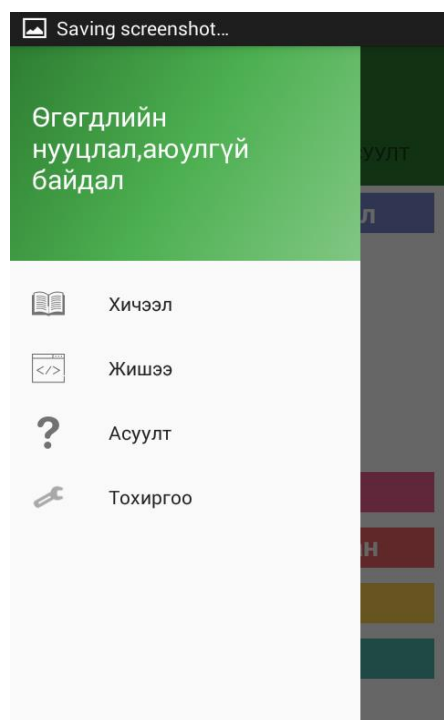 Saving screenshot...
Өгөгдлийн
нууцлал,аюулгүй
байдал
Хичээл
</>
Жишээ
Асуулт
Тохиргоо